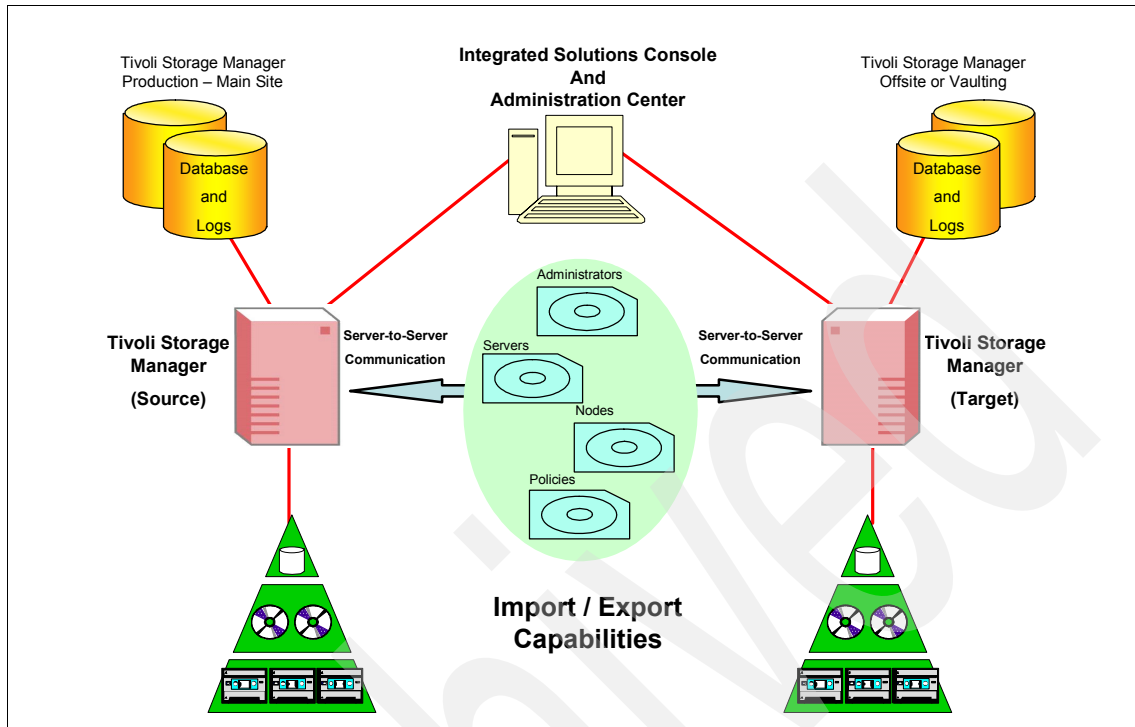 Tivoli Storage Manager
Production – Main Site
Integrated Solutions Console
And
Administration Center
Tivoli Storage Manager
Offsite or Vaulting
Database
and
Logs
Database
and
Logs
Administrators
Servers
Nodes
Policies
Tivoli Storage
Manager
(Source)
Server-to-Server
Communication
Server-to-Server
Communication
Tivoli Storage
Manager
(Target)
Import / Export
Capabilities
hived